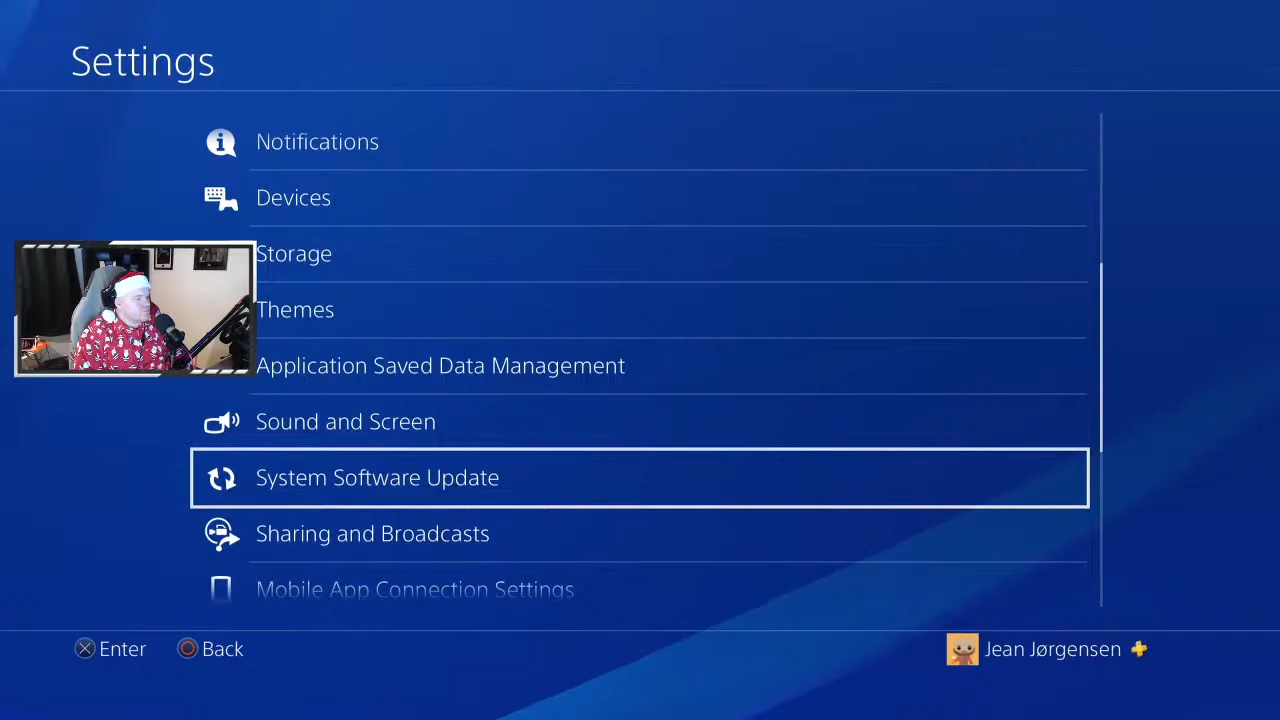 Settings
Notifications
Devices
Storage
Themes
Application Saved Data Management
Sound and Screen
System Software Update
Sharing and Broadcasts
Mobile App Connection Settings
Enter Back Jean Jørgensen